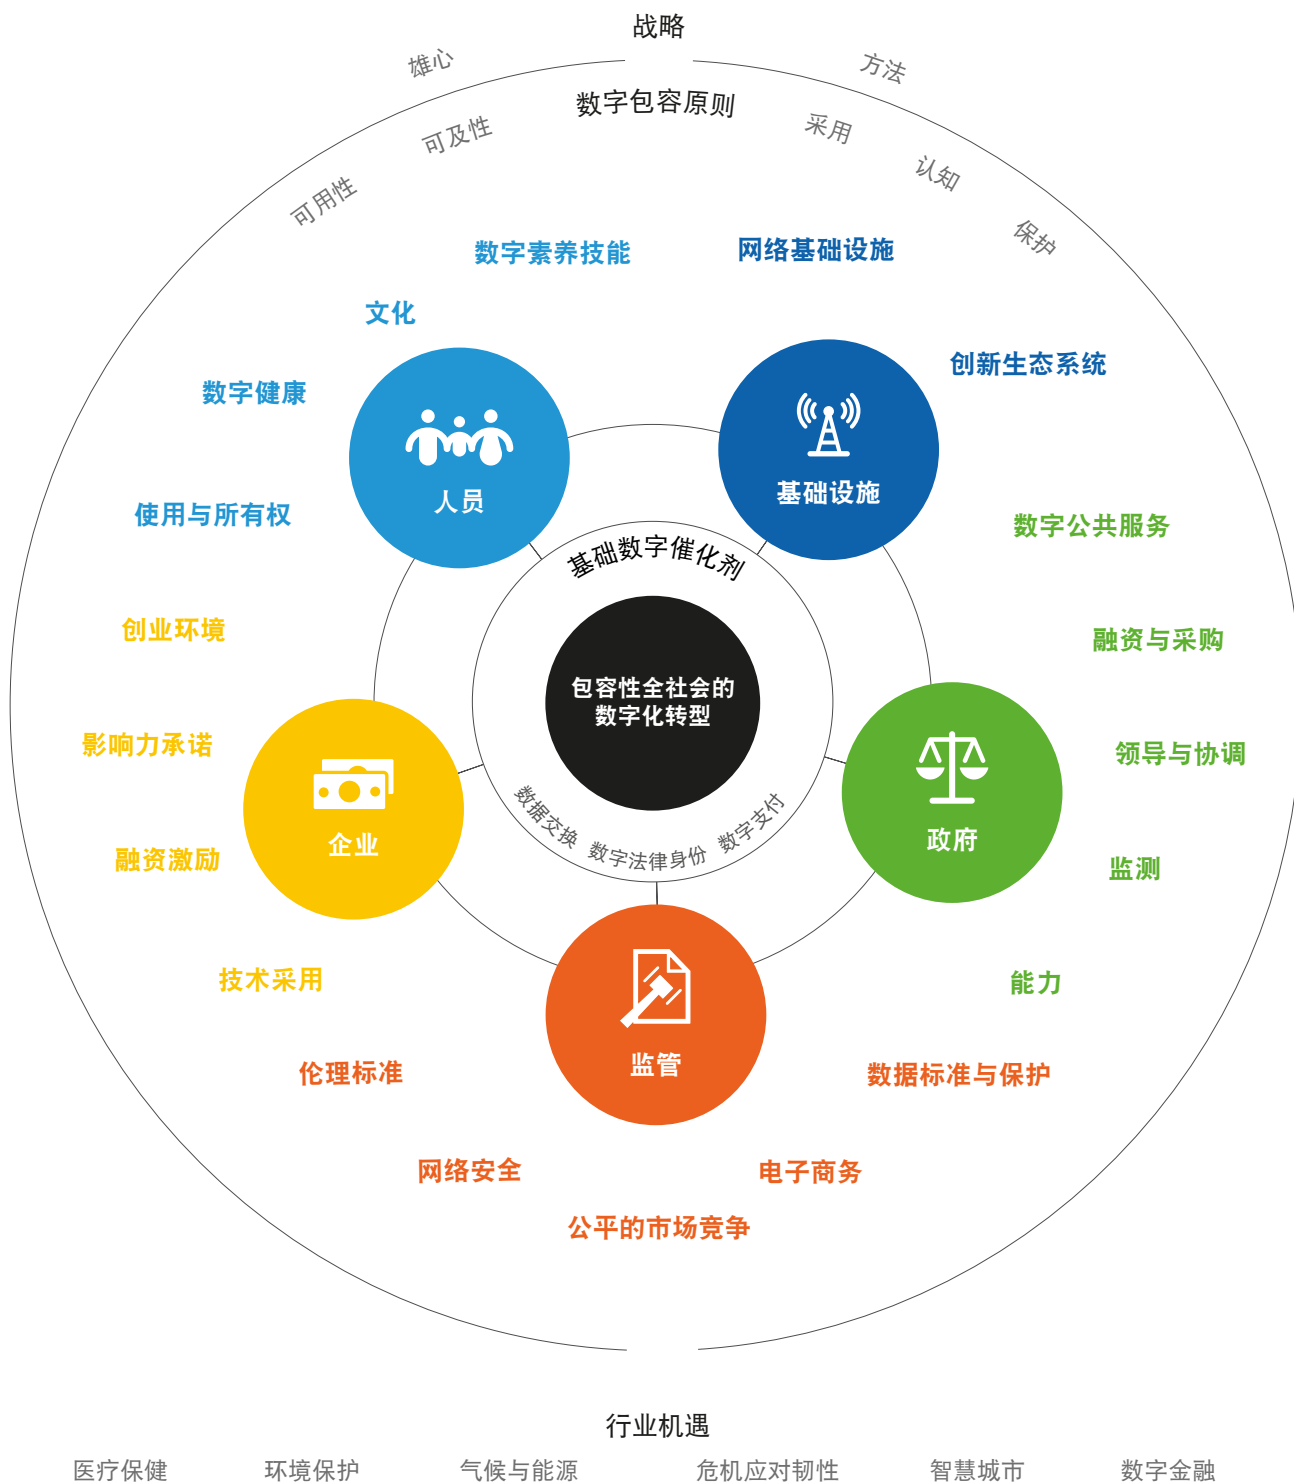 战略
雄心
方法
数字包容原则
可用性
可及性
采用
认知
保护
数字素养技能
网络基础设施
文化
创新生态系统
数字健康
人员
基础设施
使用与所有权
数字公共服务
基础数字催化剂
创业环境
融资与采购
包容性全社会的
数字化转型
影响力承诺
领导与协调
数据交换
数字法律身份
数字支付
企业
政府
融资激励
监测
技术采用
能力
监管
伦理标准
数据标准与保护
网络安全
电子商务
公平的市场竞争
行业机遇
医疗保健
环境保护
气候与能源
危机应对韧性
智慧城市
数字金融